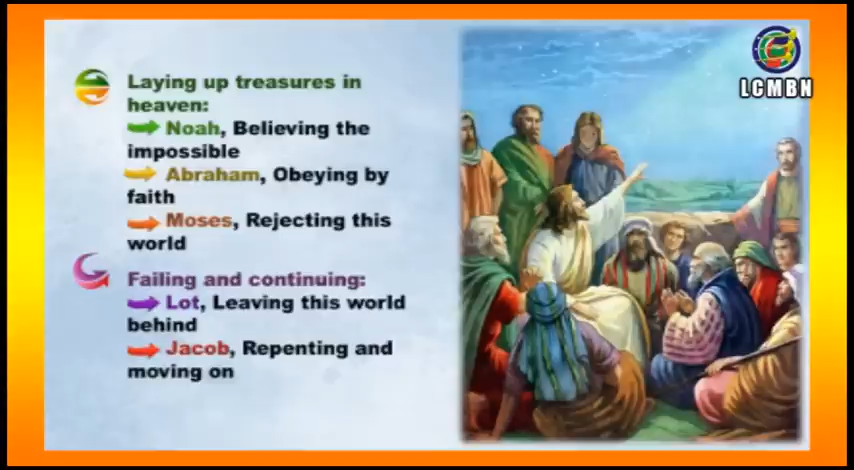 LCMBN
Laying up treasures in
heaven:
Noah, Believing the
impossible
Abraham, Obeying by
faith
Moses, Rejecting this
world
Failing and continuing:
Lot, Leaving this world
behind
Jacob, Repenting and
moving on